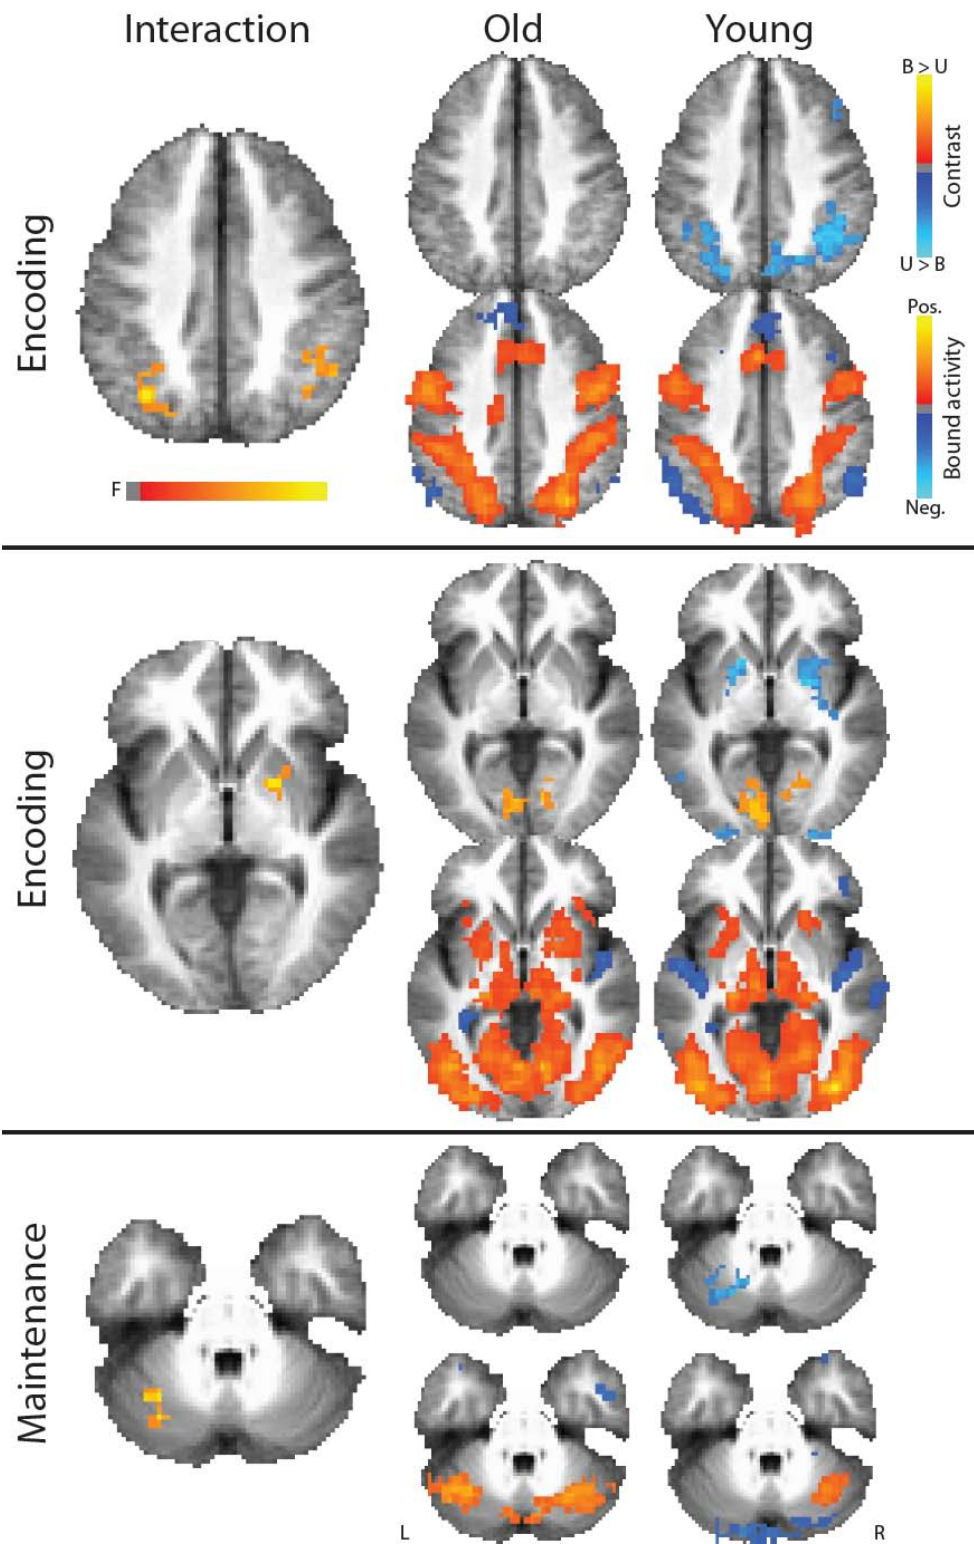 Interaction
Old
Young
Encoding
B > U
Contrast
U > B
Pos.
Bound activity
Neg.
F
Encoding
Maintenance
L
R